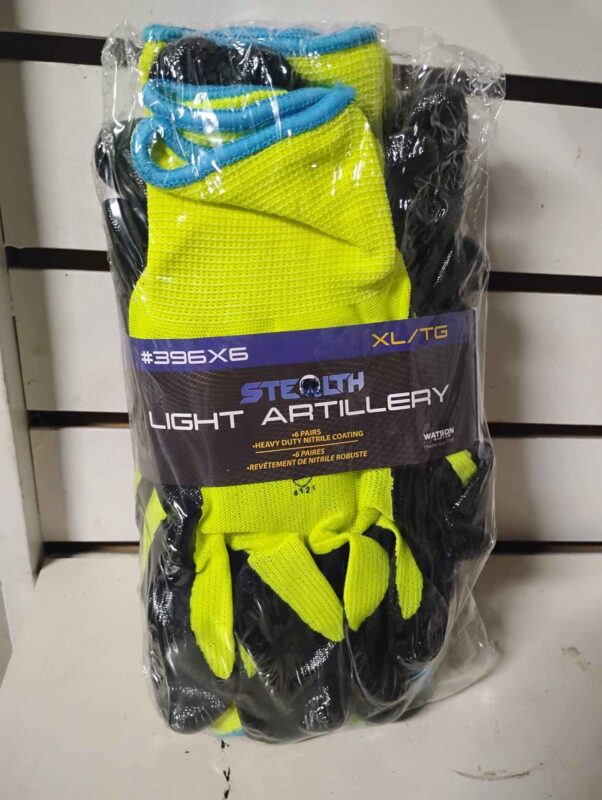 #396X6
XL/TG
STEALTH
LIGHT ARTILLERY
•6 PAIRS
•HEAVY DUTY NITRILE COATING
•6 PAIRES
•REVÊTEMENT DE NITRILE ROBUSTE
WATSON